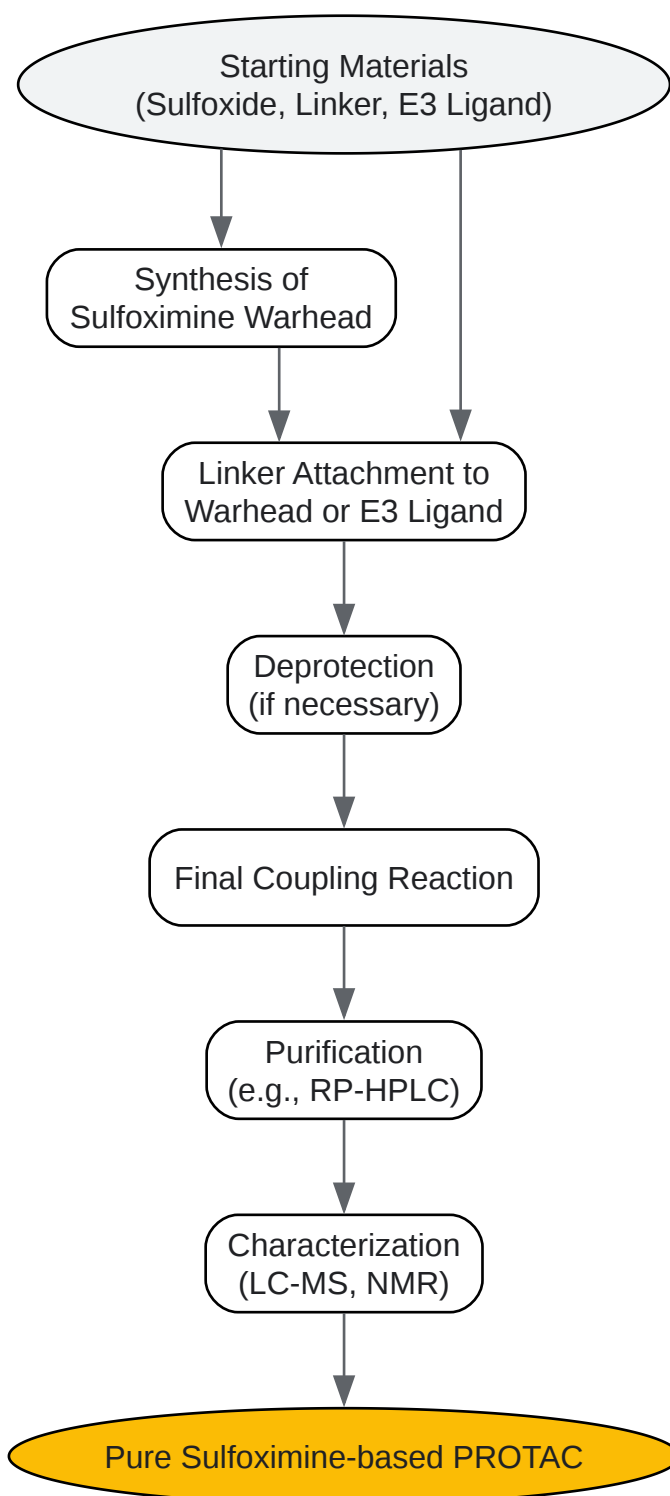 Starting Materials
(Sulfoxide, Linker, E3 Ligand)
Synthesis of
Sulfoximine Warhead
Linker Attachment to
Warhead or E3 Ligand
Deprotection
(if necessary)
Final Coupling Reaction
Purification
(e.g., RP-HPLC)
Characterization
(LC-MS, NMR)
Pure Sulfoximine-based PROTAC